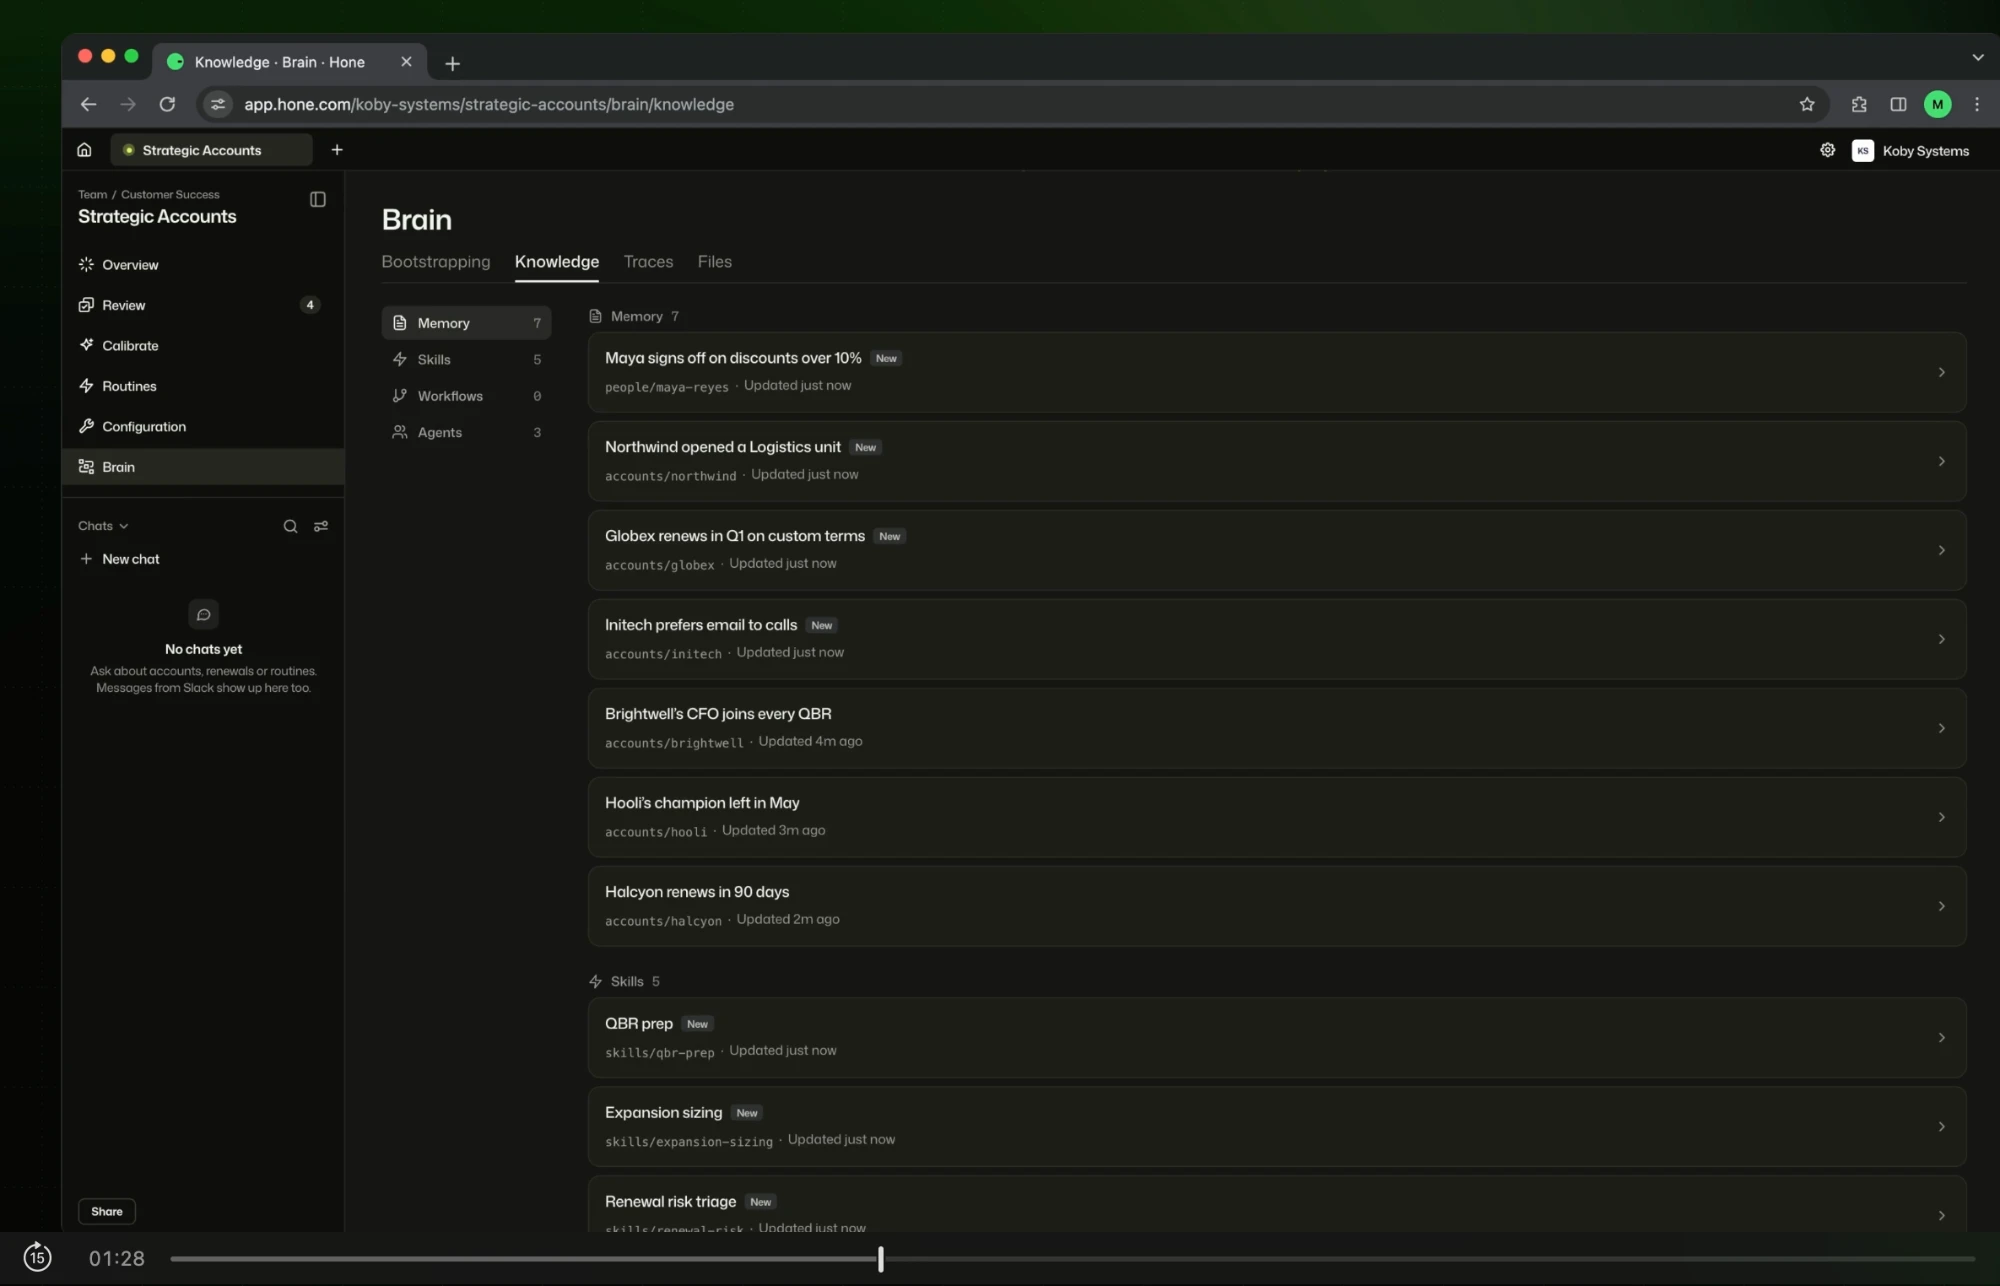 Knowledge · Brain · Hone
app.hone.com/koby-systems/strategic-accounts/brain/knowledge
M
Strategic Accounts
KS
Koby Systems
Team / Customer Success
Strategic Accounts
Overview
Review
4
Calibrate
Routines
Configuration
Brain
Chats
New chat
No chats yet
Ask about accounts, renewals or routines.
Messages from Slack show up here too.
Share
Brain
Bootstrapping
Knowledge
Traces
Files
Memory 7
Skills 5
Workflows 0
Agents 3
Memory 7
Maya signs off on discounts over 10% New
people/maya-reyes · Updated just now
Northwind opened a Logistics unit New
accounts/northwind · Updated just now
Globex renews in Q1 on custom terms New
accounts/globex · Updated just now
Initech prefers email to calls New
accounts/initech · Updated just now
Brightwell's CFO joins every QBR
accounts/brightwell · Updated 4m ago
Hooli's champion left in May
accounts/hooli · Updated 3m ago
Halcyon renews in 90 days
accounts/halcyon · Updated 2m ago
Skills 5
QBR prep New
skills/qbr-prep · Updated just now
Expansion sizing New
skills/expansion-sizing · Updated just now
Renewal risk triage New
skills/renewal-risk · Updated just now
15
01:28